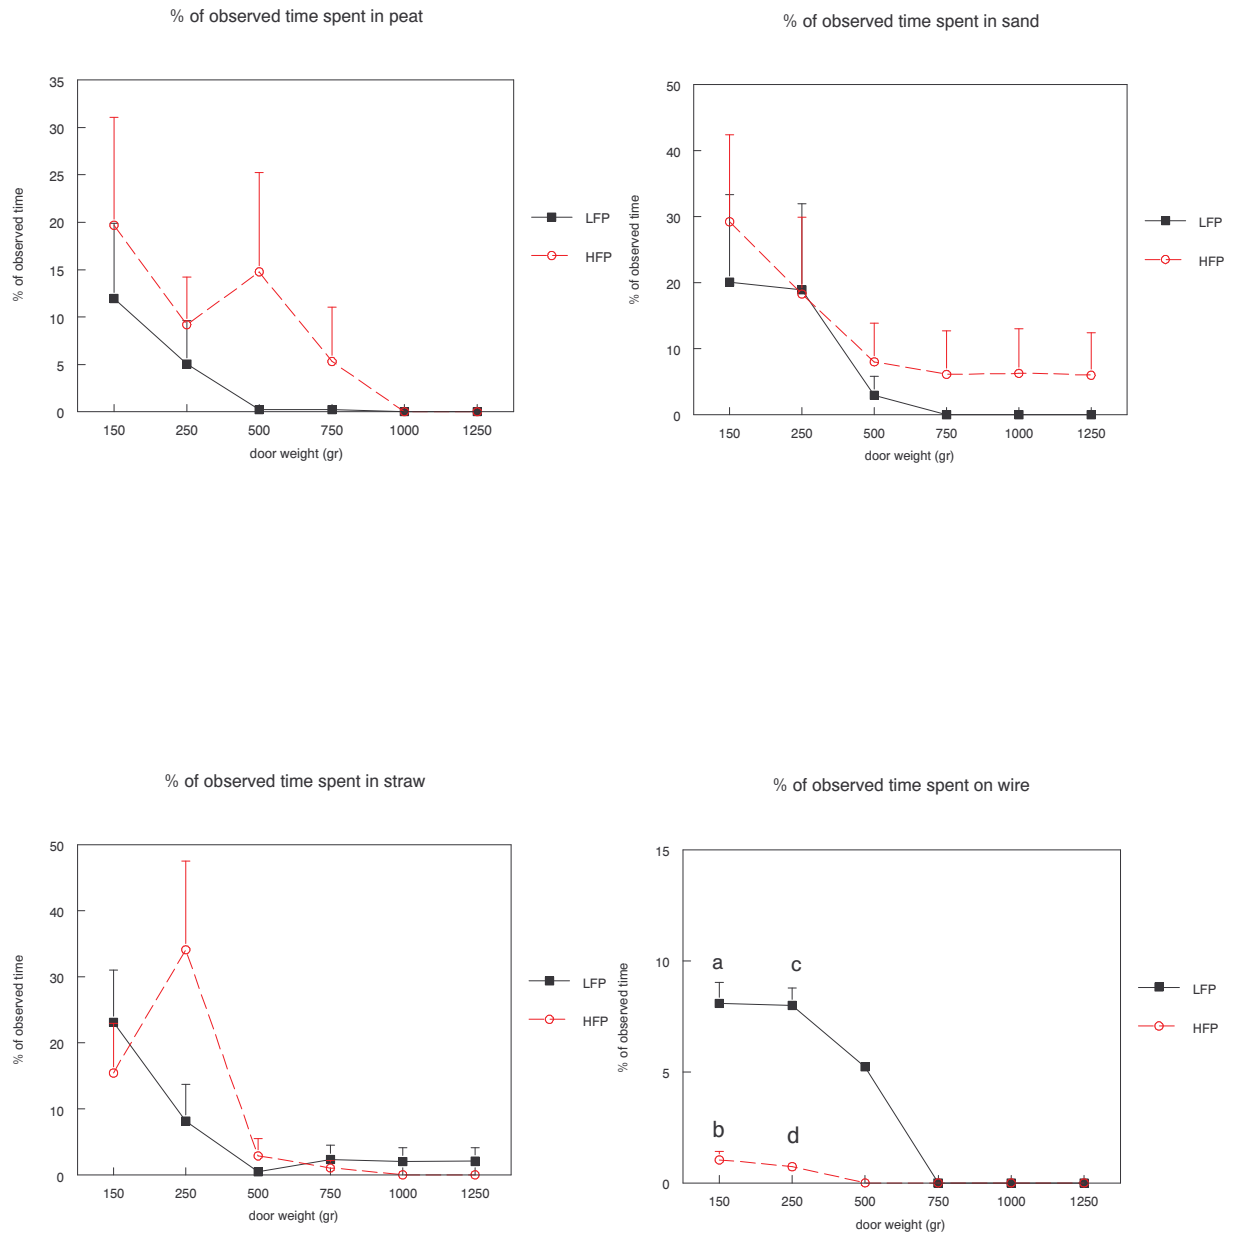 % of observed time spent in peat
35
30
25
20
15
10
5
0
% of observed time
150 250 500 750 1000 1250
door weight (gr)
LFP
HFP
% of observed time spent in sand
50
40
30
20
10
0
% of observed time
150 250 500 750 1000 1250
door weight (gr)
LFP
HFP
% of observed time spent in straw
50
40
30
20
10
0
% of observed time
150 250 500 750 1000 1250
door weight (gr)
LFP
HFP
% of observed time spent on wire
15
10
5
0
% of observed time
a
c
b
d
150 250 500 750 1000 1250
door weight (gr)
LFP
HFP